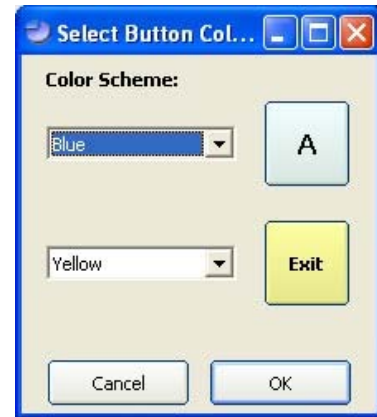 Select Button Col...
Color Scheme:
Blue
A
Yellow
Exit
Cancel
OK